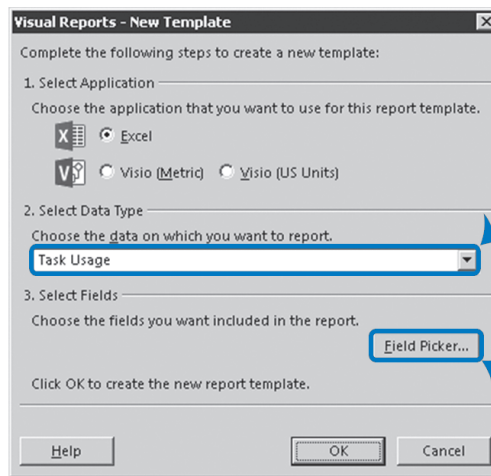 Visual Reports - New Template
Complete the following steps to create a new template:
1. Select Application
Choose the application that you want to use for this report template.
Excel
Visio (Metric) Visio (US Units)
2. Select Data Type
Choose the data on which you want to report.
Task Usage
3. Select Fields
Choose the fields you want included in the report.
Field Picker...
Click OK to create the new report template.
Help OK Cancel